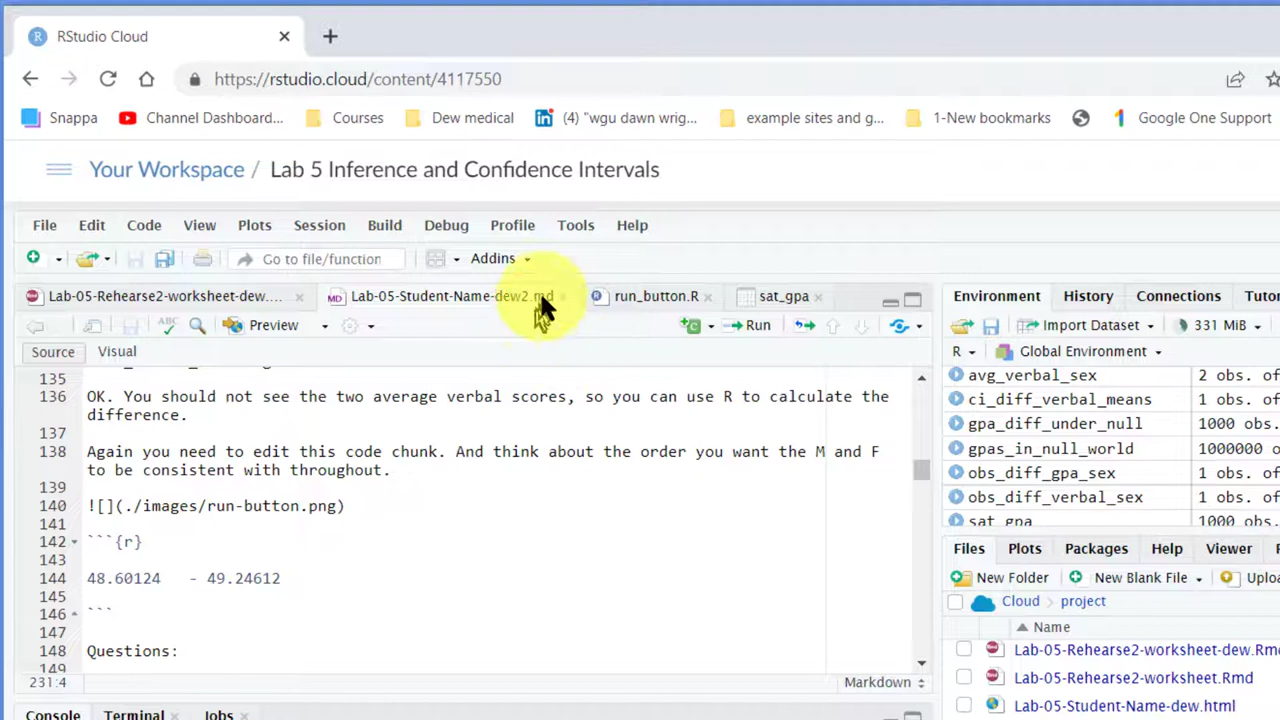 RStudio Cloud
https://rstudio.cloud/content/4117550
Snappa Channel Dashboard... Courses Dew medical (4) "wgu dawn wrig... example sites and g... 1-New bookmarks Google One Support
Your Workspace / Lab 5 Inference and Confidence Intervals
File Edit Code View Plots Session Build Debug Profile Tools Help
Go to file/function Addins
Lab-05-Rehearse2-worksheet-dew.... Lab-05-Student-Name-dew2.md run_button.R sat_gpa
Preview Run
Source Visual
135
136 OK. You should not see the two average verbal scores, so you can use R to calculate the
difference.
137
138 Again you need to edit this code chunk. And think about the order you want the M and F
to be consistent with throughout.
139
140 ![](./images/run-button.png)
141
142 ```{r}
143
144 48.60124 - 49.24612
145
146 ```
147
148 Questions:
149
231:4 Markdown
Console Terminal Jobs
Environment History Connections Tutor
Import Dataset 331 MiB
R Global Environment
avg_verbal_sex 2 obs. of
ci_diff_verbal_means 1 obs. of
gpa_diff_under_null 1000 obs.
gpas_in_null_world 1000000 o
obs_diff_gpa_sex 1 obs. of
obs_diff_verbal_sex 1 obs. of
sat_gpa 1000 obs.
Files Plots Packages Help Viewer
New Folder New Blank File Uploa
Cloud project
Name
Lab-05-Rehearse2-worksheet-dew.Rm
Lab-05-Rehearse2-worksheet.Rmd
Lab-05-Student-Name-dew.html